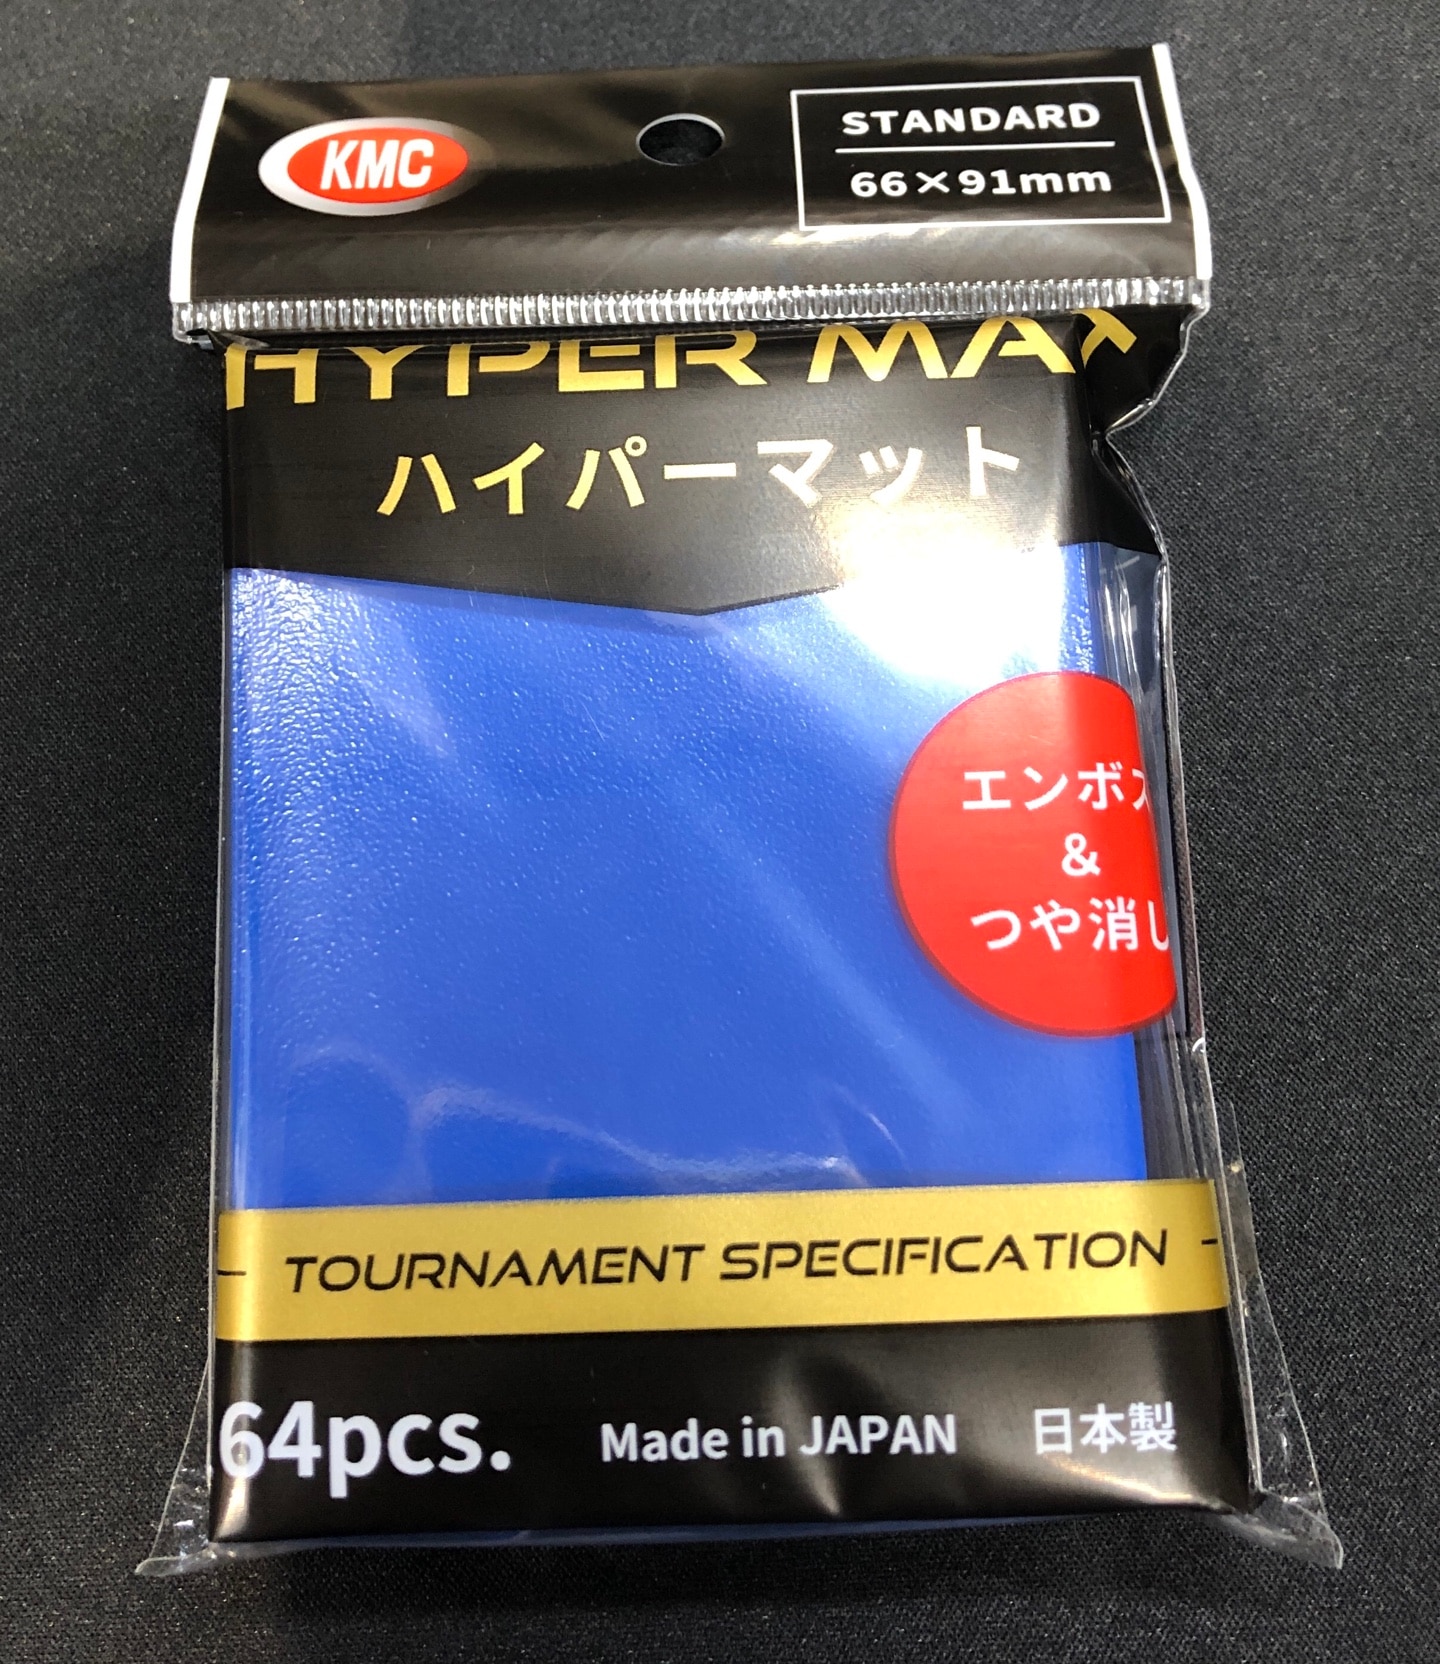 KMC
STANDARD
66×91mm
HYPER MAT
ハイパーマット
エンボス
&
つや消し
TOURNAMENT SPECIFICATION
64pcs.
Made in JAPAN
日本製